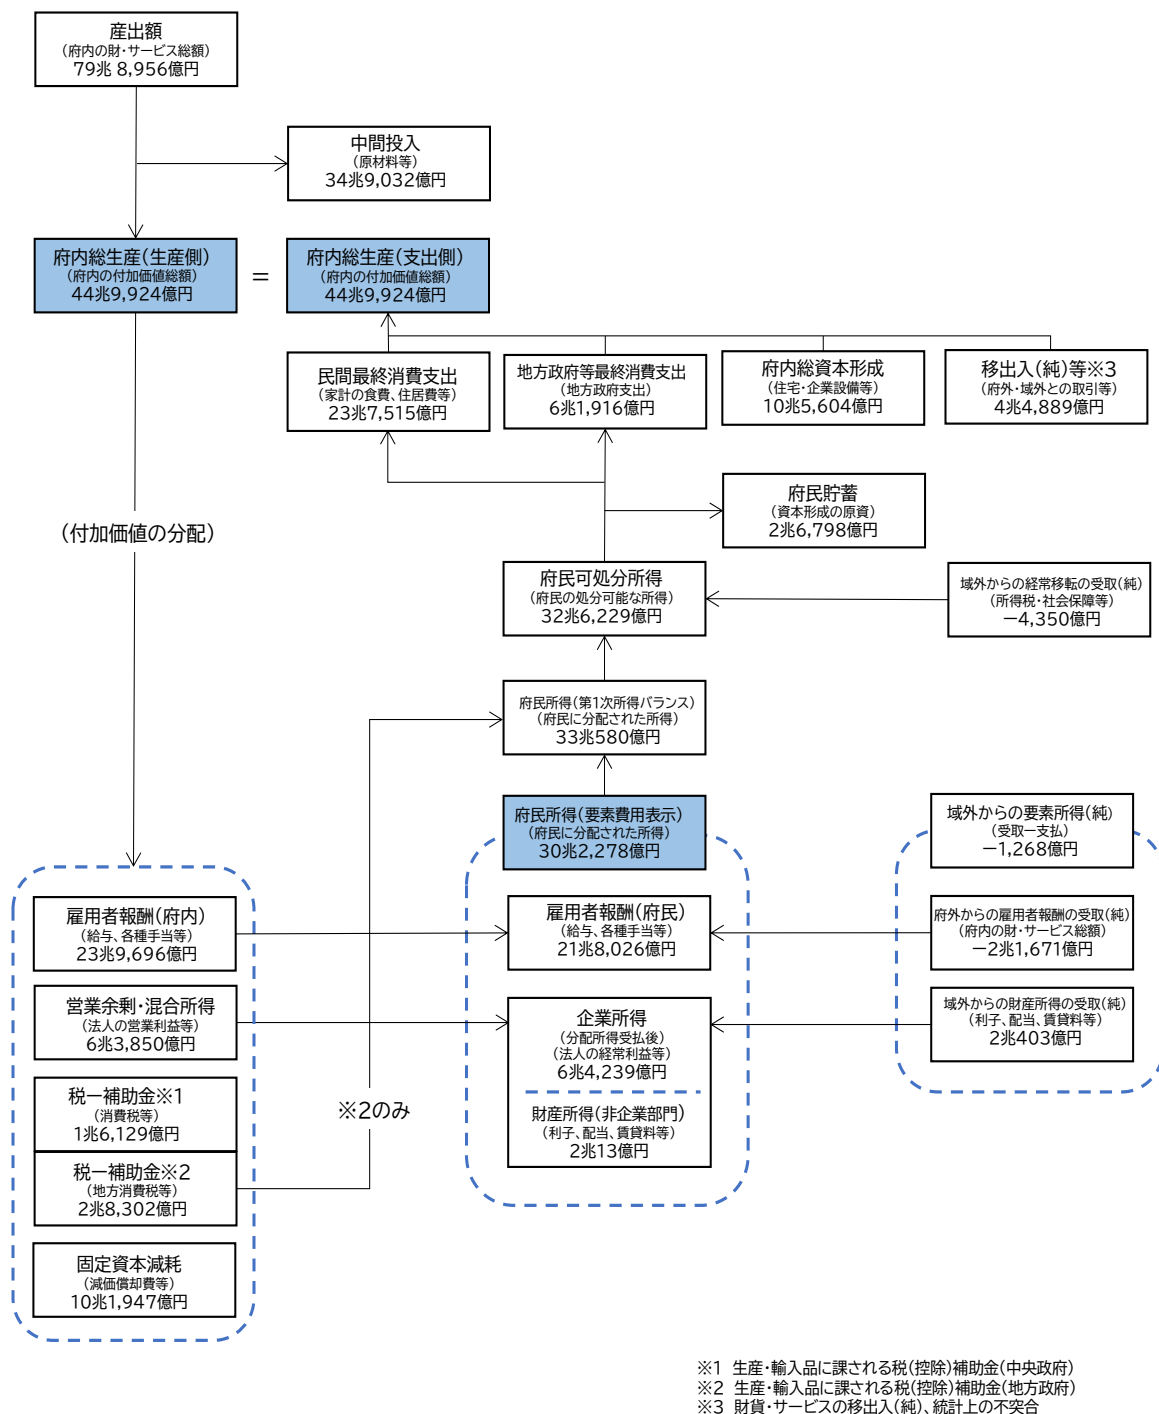 産出額
(府内の財・サービス総額)
79兆 8,956億円
中間投入
(原材料等)
34兆9,032億円
府内総生産(生産側)
(府内の付加価値総額)
44兆9,924億円
=
府内総生産(支出側)
(府内の付加価値総額)
44兆9,924億円
民間最終消費支出
(家計の食費、住居費等)
23兆7,515億円
地方政府等最終消費支出
(地方政府支出)
6兆1,916億円
府内総資本形成
(住宅・企業設備等)
10兆5,604億円
移出入(純)等※3
(府外・域外との取引等)
4兆4,889億円
府民貯蓄
(資本形成の原資)
2兆6,798億円
(付加価値の分配)
府民可処分所得
(府民の処分可能な所得)
32兆6,229億円
域外からの経常移転の受取(純)
(所得税・社会保障等)
ー4,350億円
府民所得(第1次所得バランス)
(府民に分配された所得)
33兆580億円
府民所得(要素費用表示)
(府民に分配された所得)
30兆2,278億円
域外からの要素所得(純)
(受取ー支払)
ー1,268億円
雇用者報酬(府内)
(給与、各種手当等)
23兆9,696億円
雇用者報酬(府民)
(給与、各種手当等)
21兆8,026億円
府外からの雇用者報酬の受取(純)
(府内の財・サービス総額)
ー2兆1,671億円
営業余剰・混合所得
(法人の営業利益等)
6兆3,850億円
企業所得
(分配所得受払後)
(法人の経常利益等)
6兆4,239億円
域外からの財産所得の受取(純)
(利子、配当、賃貸料等)
2兆403億円
税ー補助金※1
(消費税等)
1兆6,129億円
※2のみ
財産所得(非企業部門)
(利子、配当、賃貸料等)
2兆13億円
税ー補助金※2
(地方消費税等)
2兆8,302億円
固定資本減耗
(減価償却費等)
10兆1,947億円
※1 生産・輸入品に課される税(控除)補助金(中央政府)
※2 生産・輸入品に課される税(控除)補助金(地方政府)
※3 財貨・サービスの移出入(純)、統計上の不突合